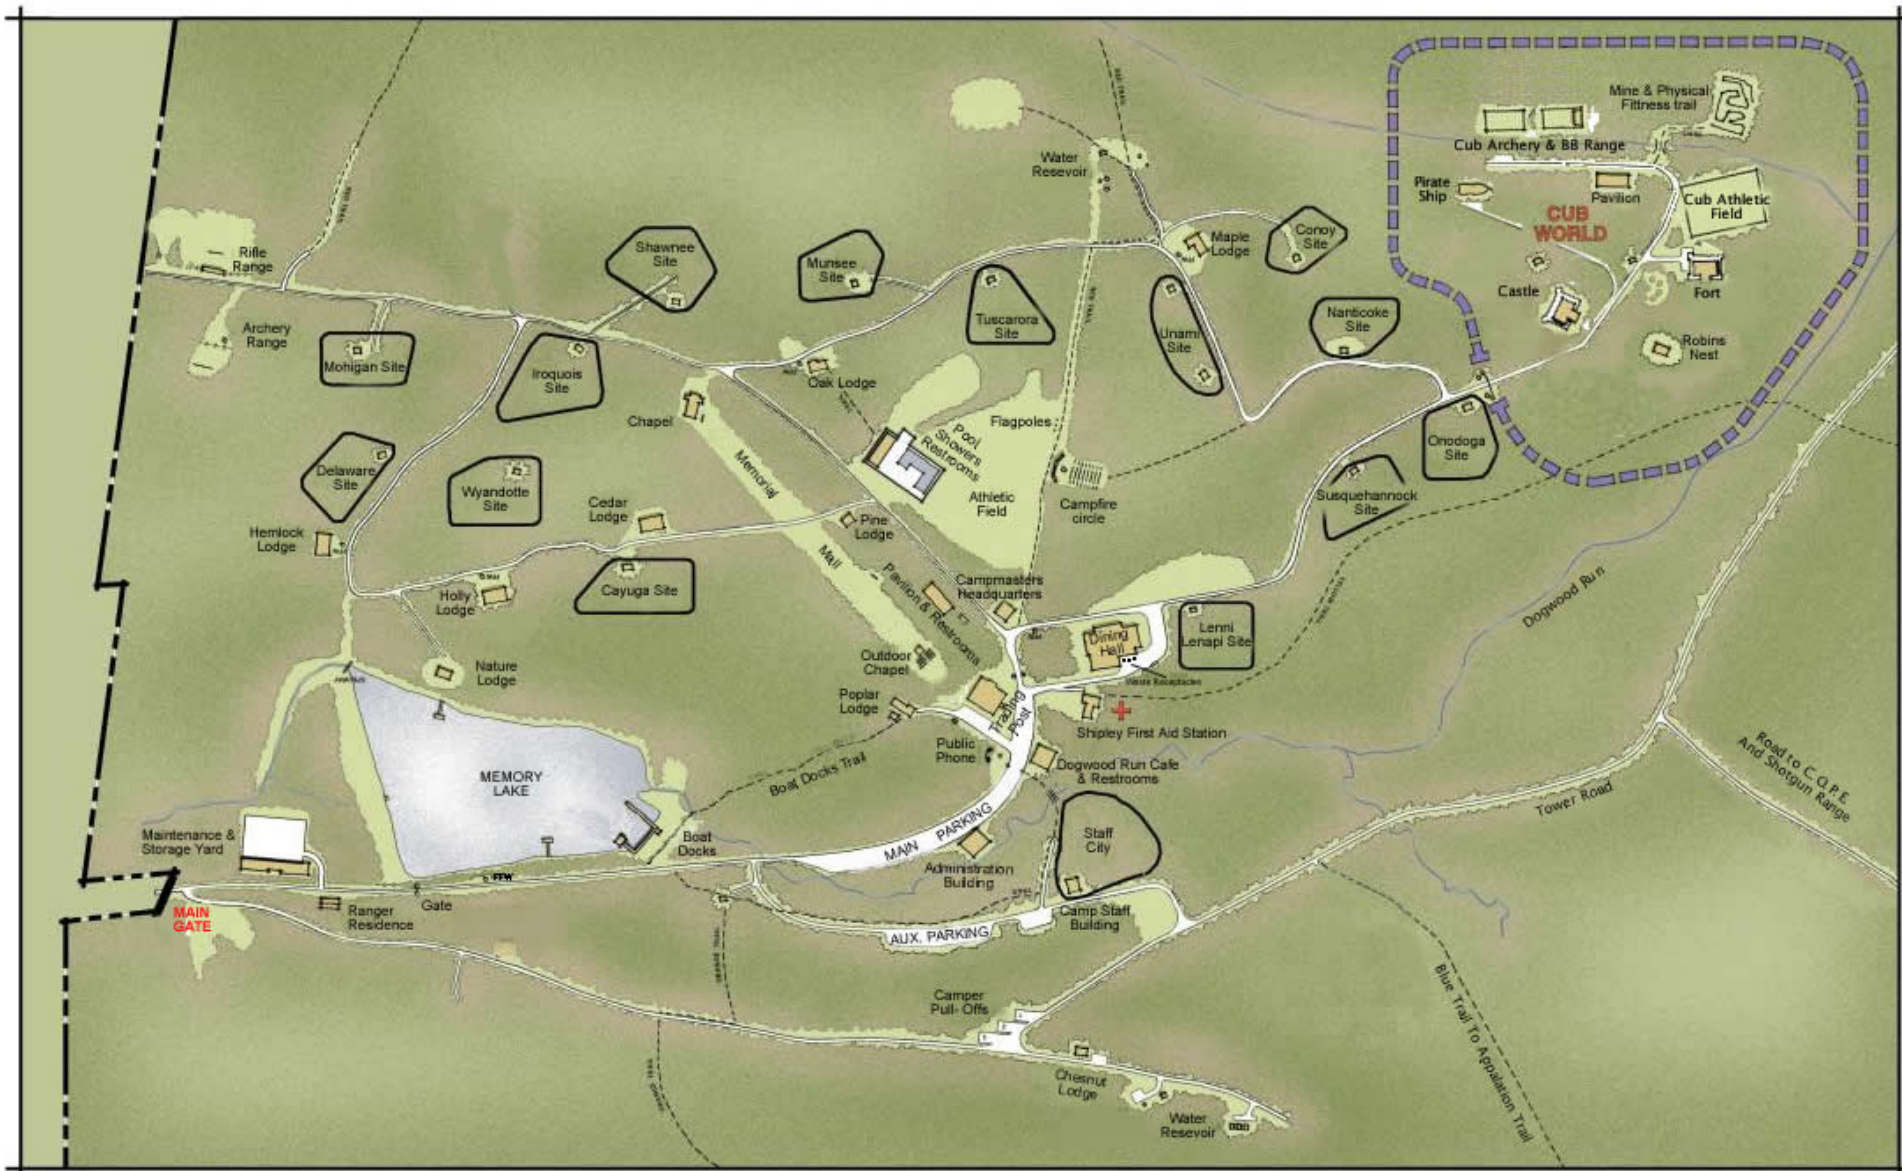 Mine & Physical
Fittness trail
Cub Archery & BB Range
Pirate
Ship
Pavilion
CUB
WORLD
Cub Athletic
Field
Castle
Fort
Robins
Nest
Water
Resevoir
Maple
Lodge
Conoy
Site
Rifle
Range
Shawnee
Site
Munsee
Site
Tuscarora
Site
Unami
Site
Nanticoke
Site
Archery
Range
Mohigan Site
Iroquois
Site
Oak Lodge
Chapel
Flagpoles
Pool
Showers
Restrooms
Onodoga
Site
Delaware
Site
Wyandotte
Site
Memorial
Mall
Athletic
Field
Campfire
circle
Susquehannock
Site
Cedar
Lodge
Pine
Lodge
Hemlock
Lodge
Holly
Lodge
Cayuga Site
Pavilion & Restrooms
Campmasters
Headquarters
Dining
Hall
Lenni
Lenapi Site
Dogwood Run
YELLOW TRAIL
Nature
Lodge
Outdoor
Chapel
Waste Receptacles
Poplar
Lodge
Trading
Post
Shipley First Aid Station
Public
Phone
Dogwood Run Cafe
& Restrooms
MEMORY
LAKE
Boat Docks Trail
Tower Road
Road to C.O.P.E.
And Shotgun Range
Maintenance &
Storage Yard
Boat
Docks
MAIN PARKING
Staff
City
Administration
Building
MAIN
GATE
Ranger
Residence
Gate
Camp Staff
Building
AUX. PARKING
ORANGE TRAIL
Camper
Pull- Offs
Blue Trail To Appalation Trail
Chesnut
Lodge
Water
Resevoir